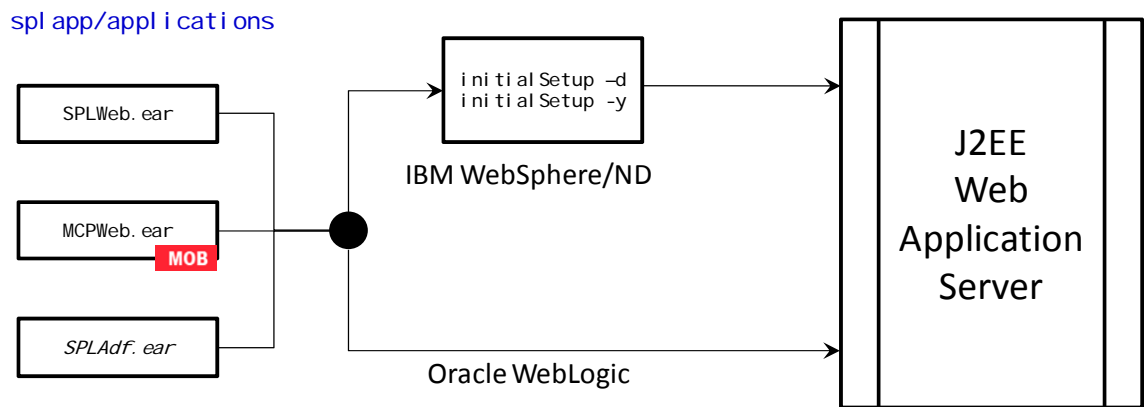 splapp/applications
SPLWeb.ear
MCPWeb.ear
MOB
SPLAdf.ear
initialSetup –d
initialSetup -y
IBM WebSphere/ND
Oracle WebLogic
J2EE
Web
Application
Server